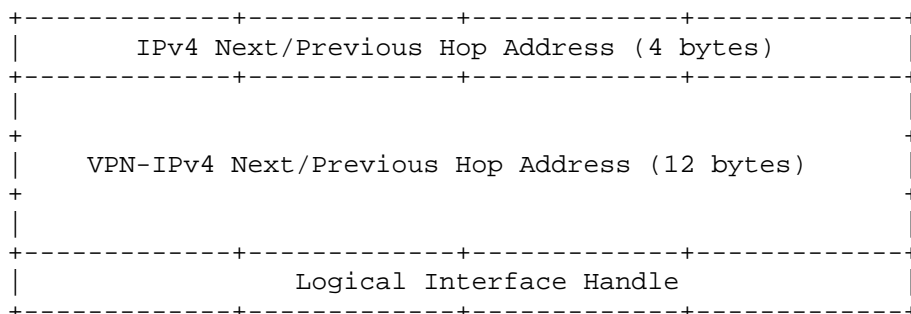 IPv4 Next/Previous Hop Address (4 bytes)
VPN-IPv4 Next/Previous Hop Address (12 bytes)
Logical Interface Handle